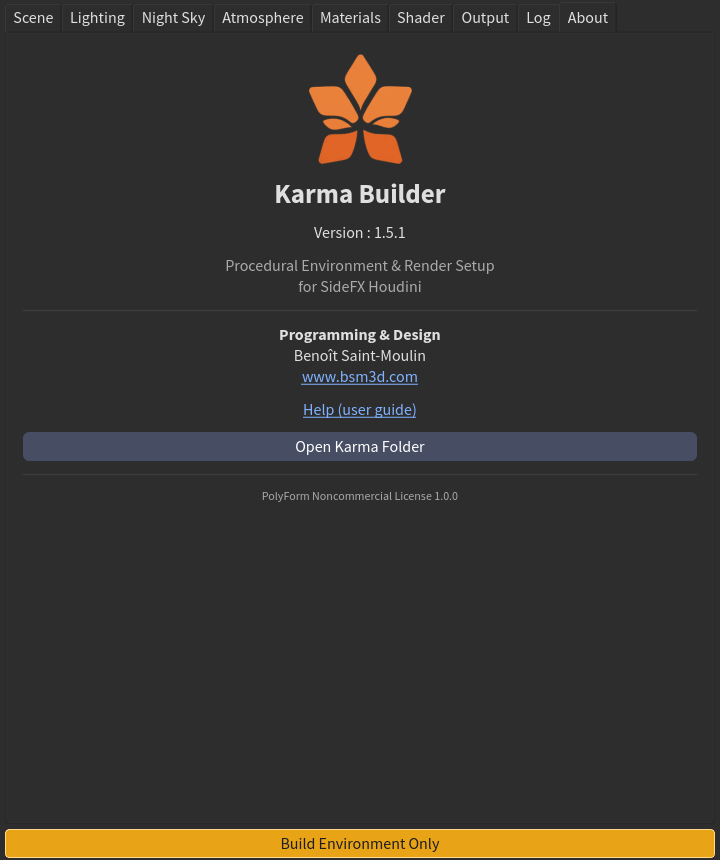 Scene Lighting Night Sky Atmosphere Materials Shader Output Log About
Karma Builder
Version : 1.5.1
Procedural Environment & Render Setup
for SideFX Houdini
Programming & Design
Benoît Saint-Moulin
www.bsm3d.com
Help (user guide)
Open Karma Folder
PolyForm Noncommercial License 1.0.0
Build Environment Only